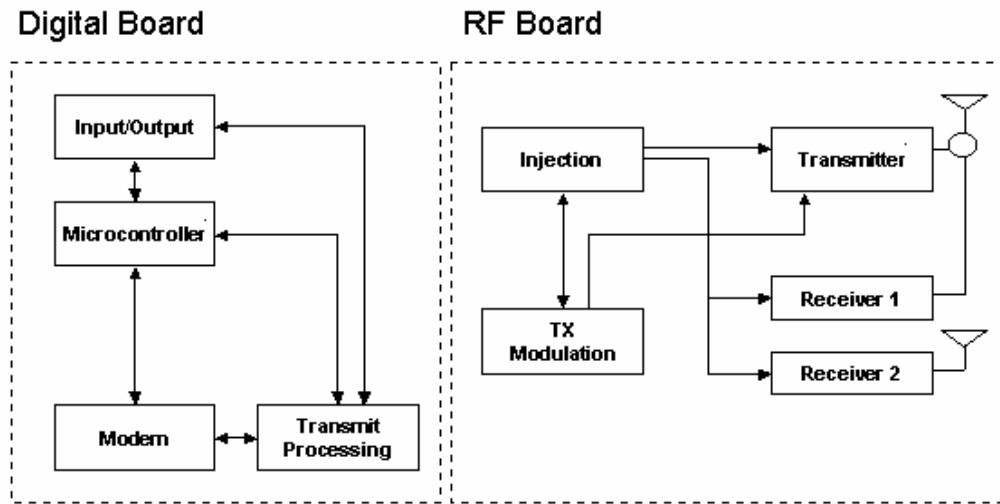 Digital Board
RF Board
Input/Output
Microcontroller
Modem
Transmit
Processing
Injection
Transmitter
TX
Modulation
Receiver 1
Receiver 2